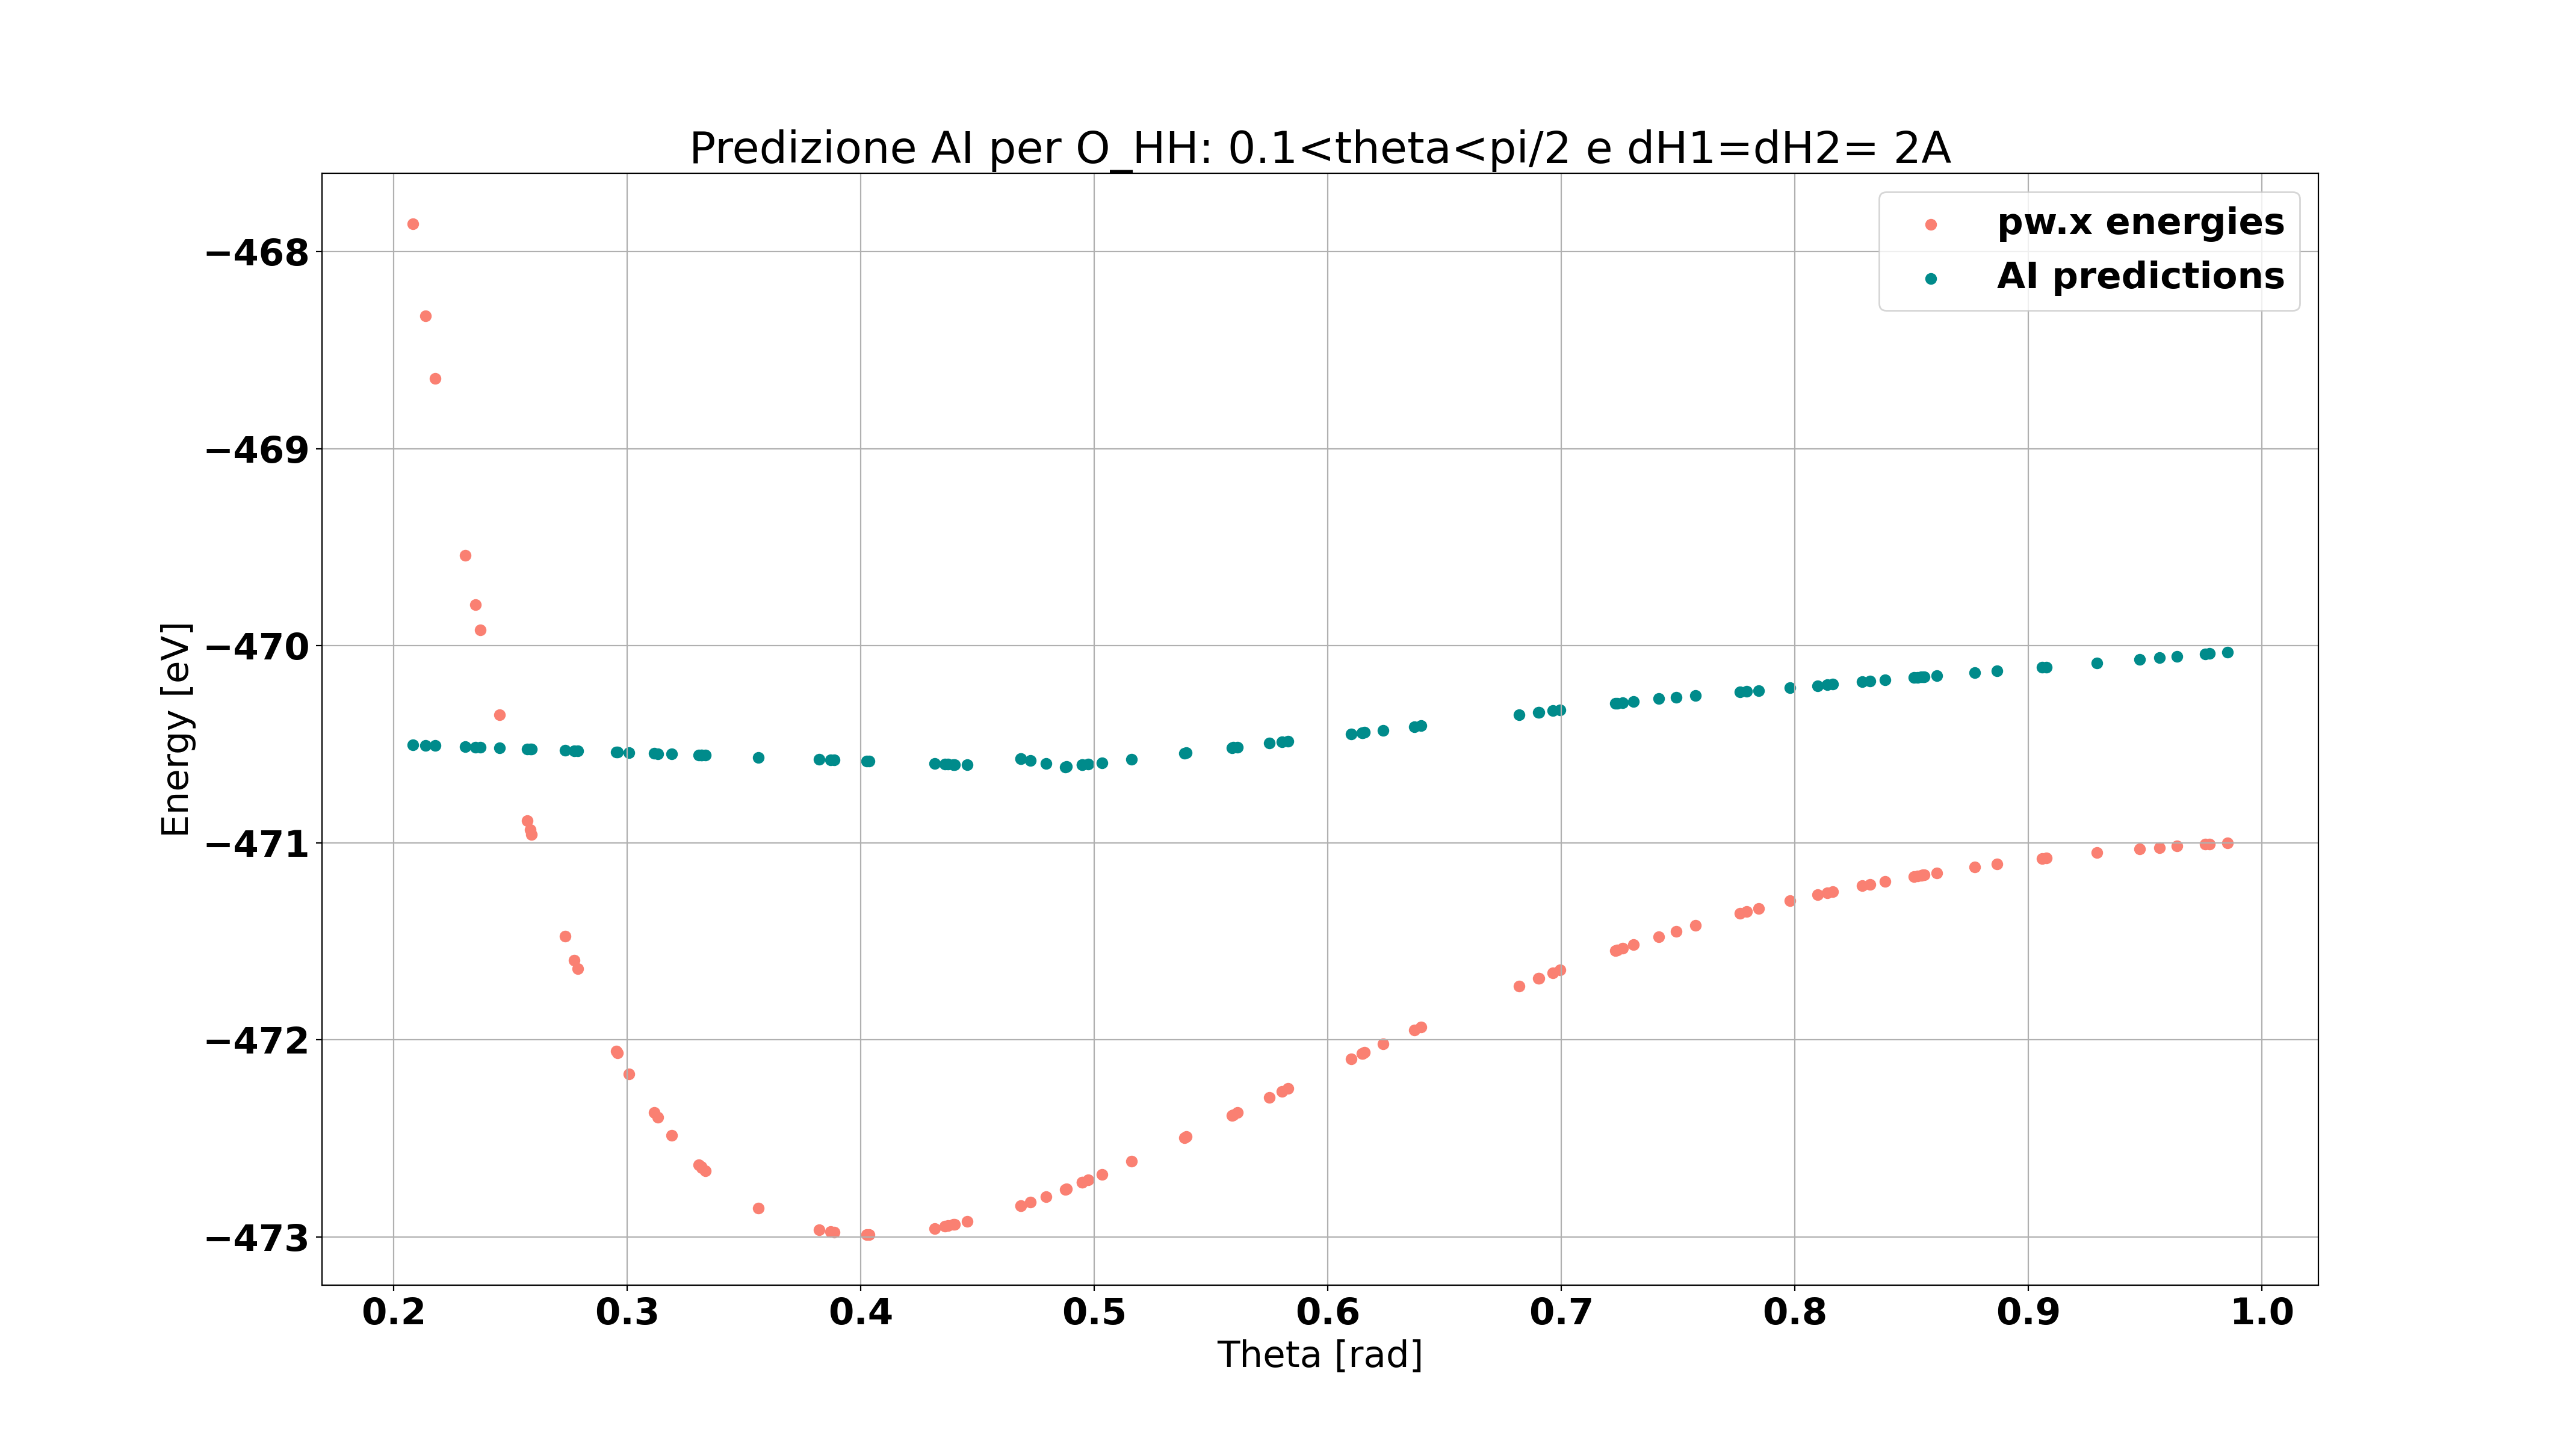 Predizione AI per O_HH: 0.1<theta<pi/2 e dH1=dH2= 2A
pw.x energies
AI predictions
−468
−469
−470
−471
−472
−473
Energy [eV]
0.2 0.3 0.4 0.5 0.6 0.7 0.8 0.9 1.0
Theta [rad]